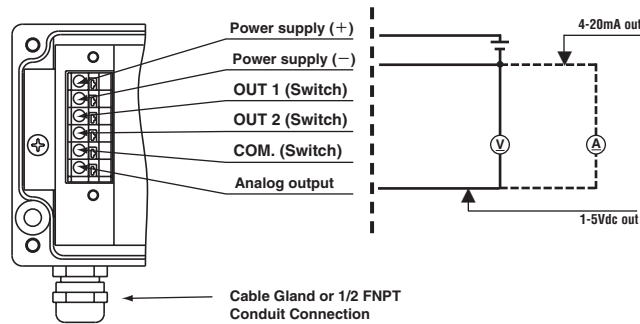 Power supply (+)
Power supply (−)
OUT 1 (Switch)
OUT 2 (Switch)
COM. (Switch)
Analog output
4-20mA out
V
A
1-5Vdc out
Cable Gland or 1/2 FNPT
Conduit Connection